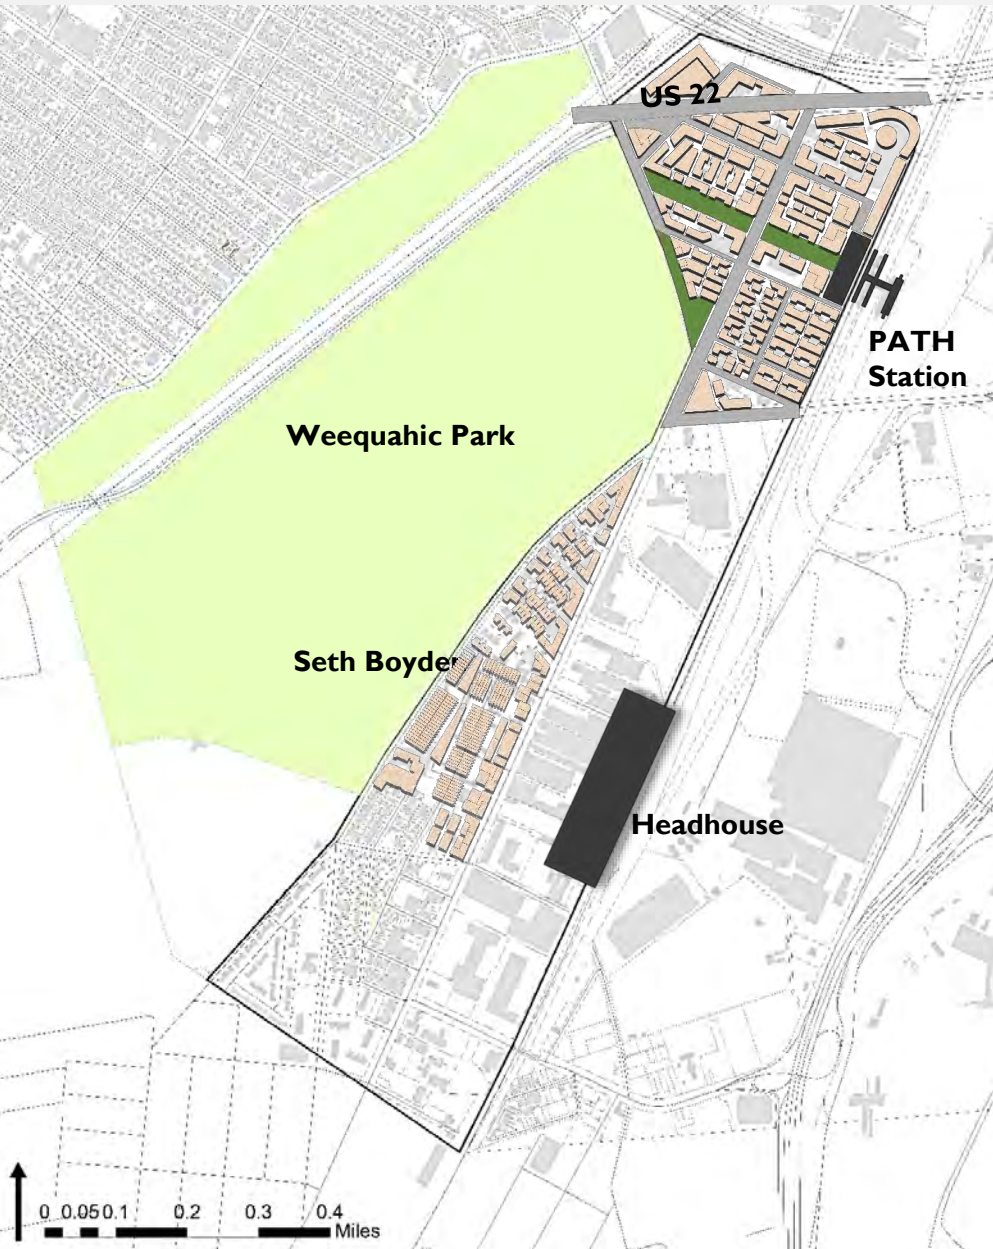 US 22
PATH
Station
Weequahic Park
Seth Boyden
Headhouse
0 0.05 0.1 0.2 0.3 0.4
Miles